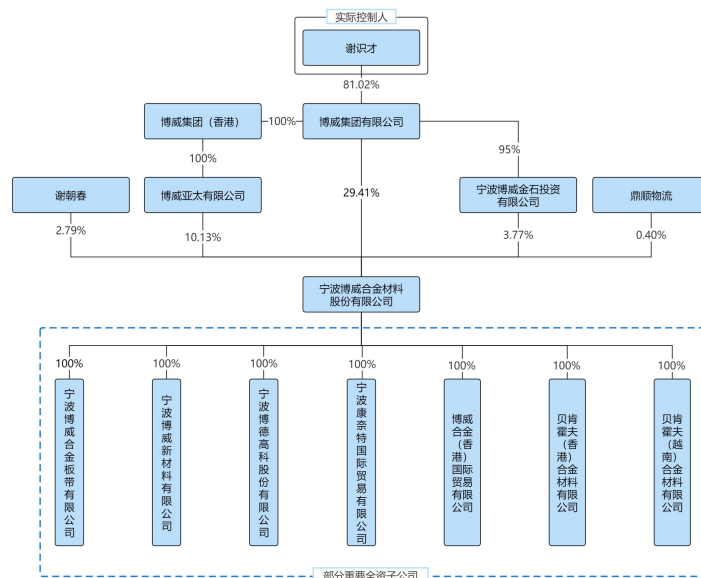 实际控制人
谢识才
81.02%
博威集团（香港）
100%
博威集团有限公司
100%
95%
谢朝春
博威亚太有限公司
29.41%
宁波博威金石投资
有限公司
鼎顺物流
2.79%
10.13%
3.77%
0.40%
宁波博威合金材料
股份有限公司
100%
100%
100%
100%
100%
100%
100%
宁波博威合金板带有限公司
宁波博威新材料有限公司
宁波博德高科股份有限公司
宁波康奈特国际贸易有限公司
博威合金（香港）国际贸易有限公司
贝肯霍夫（香港）合金材料有限公司
贝肯霍夫（越南）合金材料有限公司
部分重要全资子公司